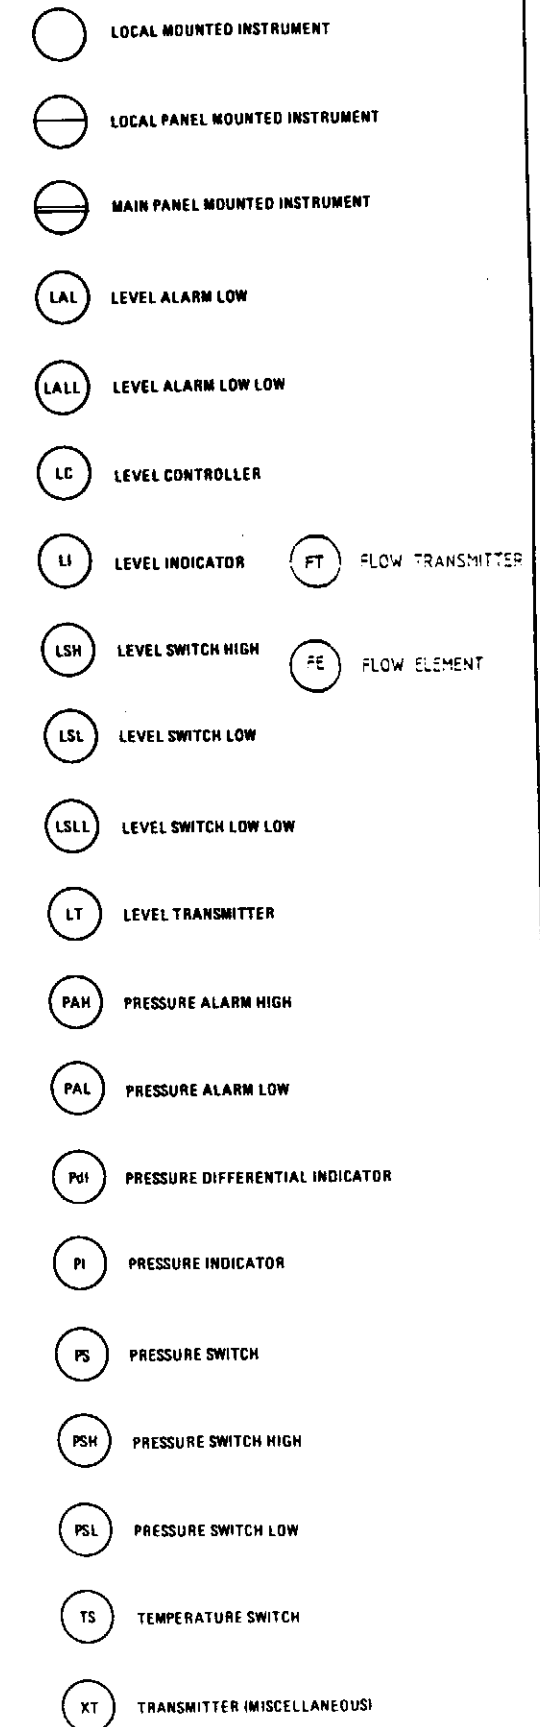 LOCAL MOUNTED INSTRUMENT
LOCAL PANEL MOUNTED INSTRUMENT
MAIN PANEL MOUNTED INSTRUMENT
LAL LEVEL ALARM LOW
LALL LEVEL ALARM LOW LOW
LC LEVEL CONTROLLER
LI LEVEL INDICATOR
FT FLOW TRANSMITTER
LSH LEVEL SWITCH HIGH
FE FLOW ELEMENT
LSL LEVEL SWITCH LOW
LSLL LEVEL SWITCH LOW LOW
LT LEVEL TRANSMITTER
PAH PRESSURE ALARM HIGH
PAL PRESSURE ALARM LOW
PdI PRESSURE DIFFERENTIAL INDICATOR
PI PRESSURE INDICATOR
PS PRESSURE SWITCH
PSH PRESSURE SWITCH HIGH
PSL PRESSURE SWITCH LOW
TS TEMPERATURE SWITCH
XT TRANSMITTER (MISCELLANEOUS)